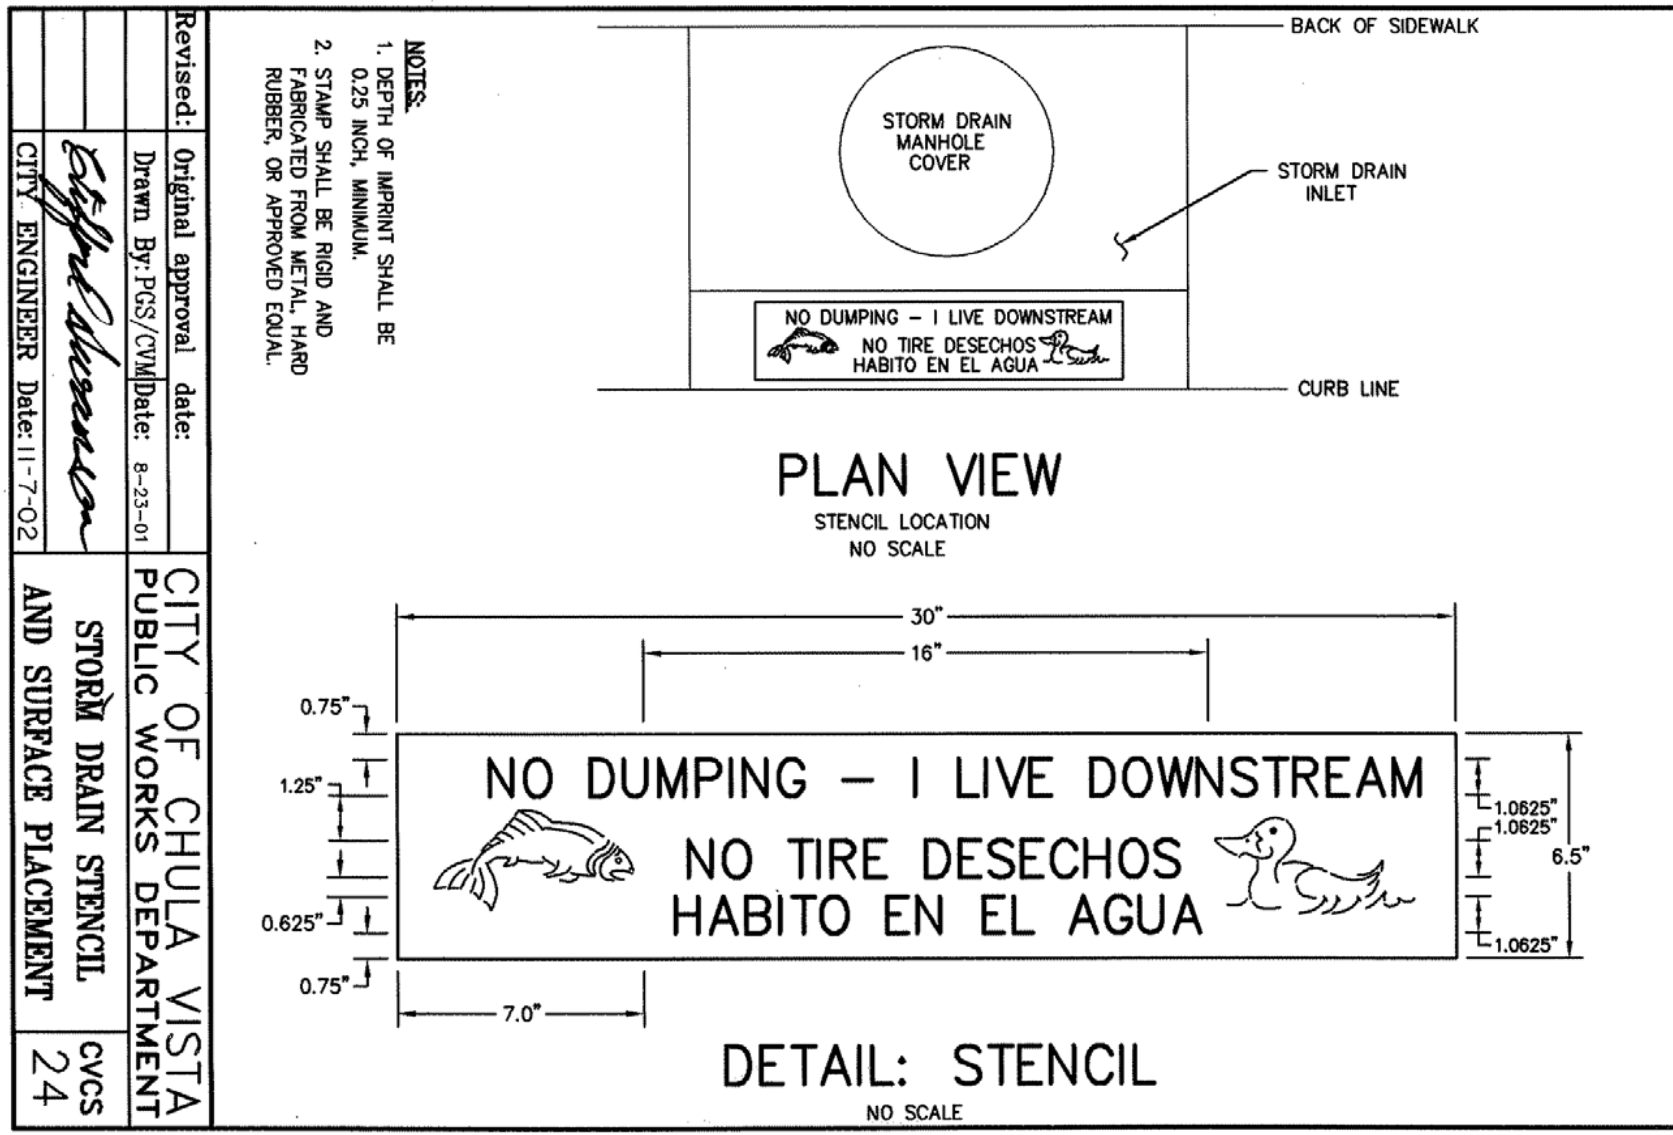 BACK OF SIDEWALK
STORM DRAIN
MANHOLE
COVER
STORM DRAIN
INLET
NO DUMPING – I LIVE DOWNSTREAM
NO TIRE DESECHOS
HABITO EN EL AGUA
CURB LINE
PLAN VIEW
STENCIL LOCATION
NO SCALE
NOTES:
1. DEPTH OF IMPRINT SHALL BE
0.25 INCH, MINIMUM.
2. STAMP SHALL BE RIGID AND
FABRICATED FROM METAL, HARD
RUBBER, OR APPROVED EQUAL.
30"
16"
0.75"
1.25"
0.625"
0.75"
7.0"
NO DUMPING – I LIVE DOWNSTREAM
NO TIRE DESECHOS
HABITO EN EL AGUA
1.0625"
1.0625"
6.5"
1.0625"
DETAIL: STENCIL
NO SCALE
Revised: Original approval date:
Drawn By: PGS/CVM Date: 8-23-01
CITY ENGINEER Date: 11-7-02
CITY OF CHULA VISTA
PUBLIC WORKS DEPARTMENT
STORM DRAIN STENCIL
AND SURFACE PLACEMENT
CVCS
24